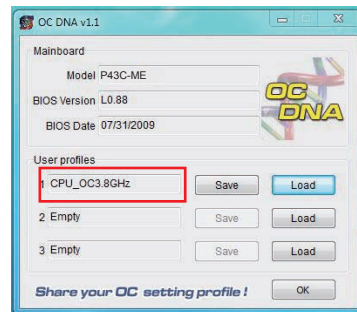 OC DNA v1.1
Mainboard
Model P43C-ME
BIOS Version L0.88
BIOS Date 07/31/2009
OC
DNA
User profiles
1 CPU_OC3.8GHz Save Load
2 Empty Save Load
3 Empty Save Load
Share your OC setting profile! OK